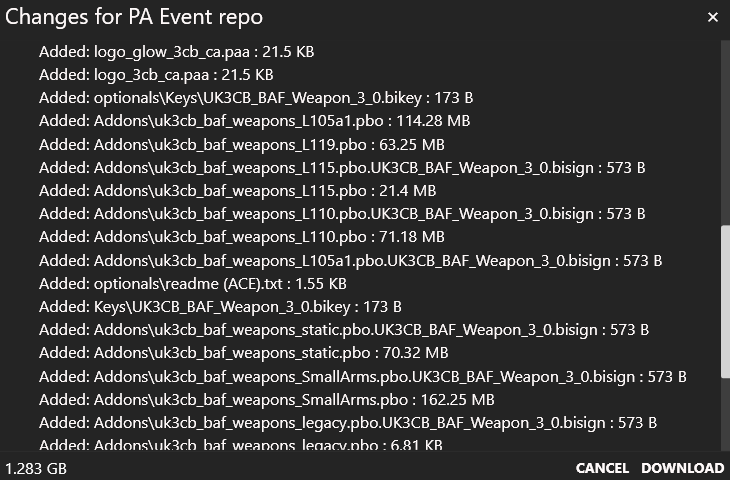 Changes for PA Event repo
Added: logo_glow_3cb_ca.paa : 21.5 KB
Added: logo_3cb_ca.paa : 21.5 KB
Added: optionals\Keys\UK3CB_BAF_Weapon_3_0.bikey : 173 B
Added: Addons\uk3cb_baf_weapons_L105a1.pbo : 114.28 MB
Added: Addons\uk3cb_baf_weapons_L119.pbo : 63.25 MB
Added: Addons\uk3cb_baf_weapons_L115.pbo.UK3CB_BAF_Weapon_3_0.bisign : 573 B
Added: Addons\uk3cb_baf_weapons_L115.pbo : 21.4 MB
Added: Addons\uk3cb_baf_weapons_L110.pbo.UK3CB_BAF_Weapon_3_0.bisign : 573 B
Added: Addons\uk3cb_baf_weapons_L110.pbo : 71.18 MB
Added: Addons\uk3cb_baf_weapons_L105a1.pbo.UK3CB_BAF_Weapon_3_0.bisign : 573 B
Added: optionals\readme (ACE).txt : 1.55 KB
Added: Keys\UK3CB_BAF_Weapon_3_0.bikey : 173 B
Added: Addons\uk3cb_baf_weapons_static.pbo.UK3CB_BAF_Weapon_3_0.bisign : 573 B
Added: Addons\uk3cb_baf_weapons_static.pbo : 70.32 MB
Added: Addons\uk3cb_baf_weapons_SmallArms.pbo.UK3CB_BAF_Weapon_3_0.bisign : 573 B
Added: Addons\uk3cb_baf_weapons_SmallArms.pbo : 162.25 MB
Added: Addons\uk3cb_baf_weapons_legacy.pbo.UK3CB_BAF_Weapon_3_0.bisign : 573 B
Added: Addons\uk3cb_baf_weapons_legacy.pbo : 6.81 KB
1.283 GB CANCEL DOWNLOAD